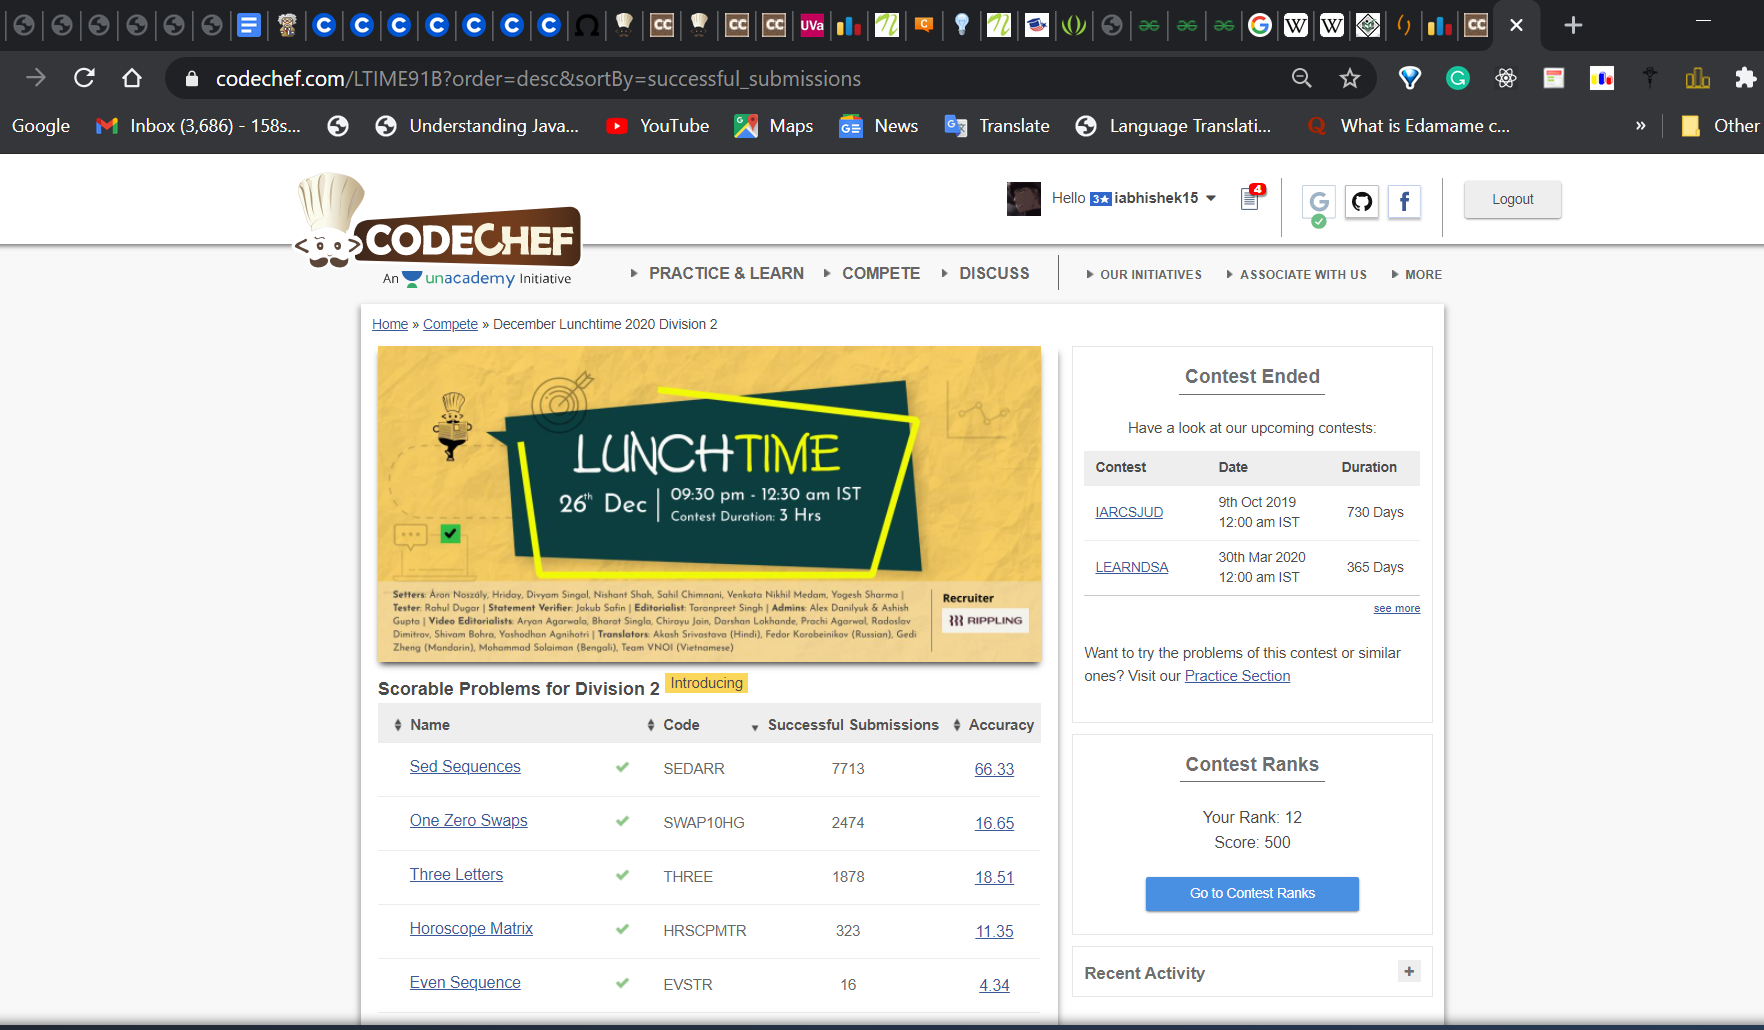 UVa
codechef.com/LTIME91B?order=desc&sortBy=successful_submissions
Google
Inbox (3,686) - 158s...
Understanding Java...
YouTube
Maps
News
Translate
Language Translati...
What is Edamame c...
»
Other
Hello 3★ iabhishek15
4
Logout
CODECHEF
An unacademy Initiative
PRACTICE & LEARN
COMPETE
DISCUSS
OUR INITIATIVES
ASSOCIATE WITH US
MORE
Home » Compete » December Lunchtime 2020 Division 2
LUNCHTIME
26th Dec
09:30 pm - 12:30 am IST
Contest Duration: 3 Hrs
Setters: Áron Noszály, Hriday, Divyam Singal, Nishant Shah, Sahil Chimnani, Venkata Nikhil Medam, Yogesh Sharma |
Tester: Rahul Dugar | Statement Verifier: Jakub Safin | Editorialist: Taranpreet Singh | Admins: Alex Danilyuk & Ashish
Gupta | Video Editorialists: Aryan Agarwala, Bharat Singla, Chirayu Jain, Darshan Lokhande, Prachi Agarwal, Radoslav
Dimitrov, Shivam Bohra, Yashodhan Agnihotri | Translators: Akash Srivastava (Hindi), Fedor Korobeinikov (Russian), Gedi
Zheng (Mandarin), Mohammad Solaiman (Bengali), Team VNOI (Vietnamese)
Recruiter
RIPPLING
Scorable Problems for Division 2 Introducing
Name Code Successful Submissions Accuracy
Sed Sequences SEDARR 7713 66.33
One Zero Swaps SWAP10HG 2474 16.65
Three Letters THREE 1878 18.51
Horoscope Matrix HRSCPMTR 323 11.35
Even Sequence EVSTR 16 4.34
Contest Ended
Have a look at our upcoming contests:
Contest Date Duration
IARCSJUD 9th Oct 2019 12:00 am IST 730 Days
LEARNDSA 30th Mar 2020 12:00 am IST 365 Days
see more
Want to try the problems of this contest or similar
ones? Visit our Practice Section
Contest Ranks
Your Rank: 12
Score: 500
Go to Contest Ranks
Recent Activity
+